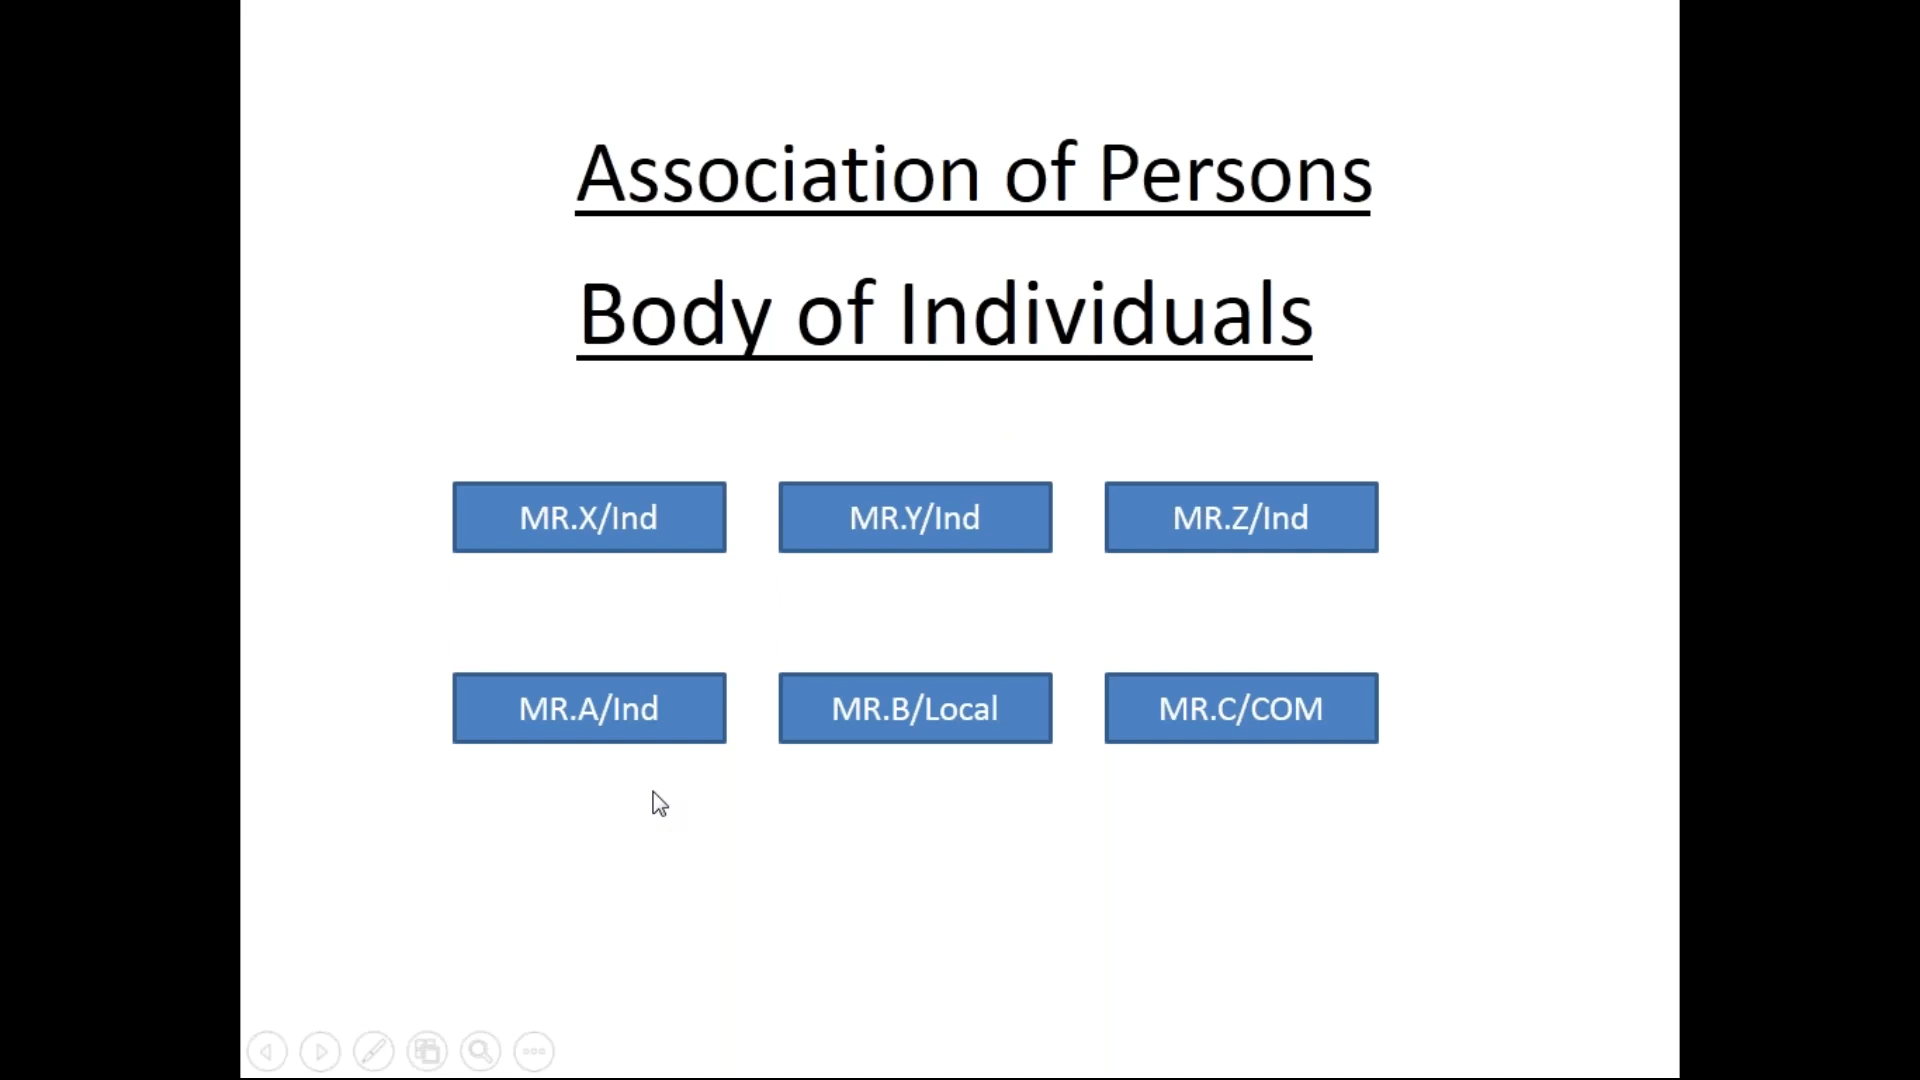 Association of Persons
Body of Individuals
MR.X/Ind MR.Y/Ind MR.Z/Ind
MR.A/Ind MR.B/Local MR.C/COM